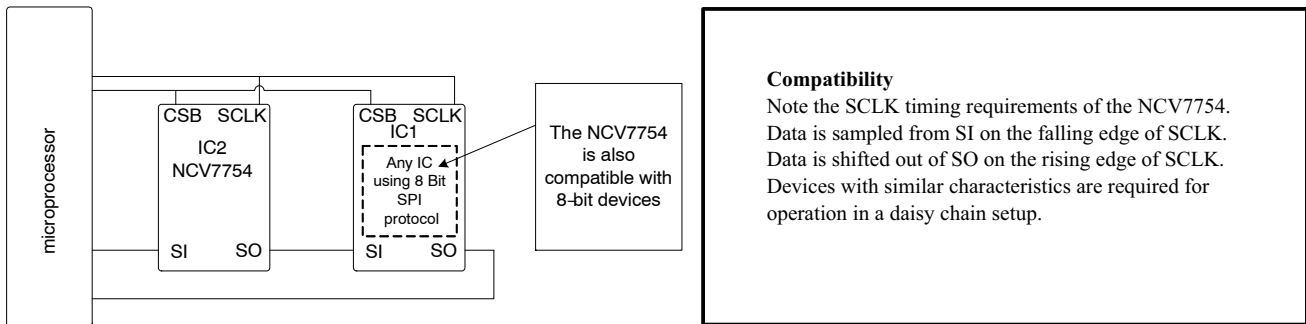 microprocessor
CSB SCLK
IC2
NCV7754
SI SO
CSB SCLK
IC1
Any IC
using 8 Bit
SPI
protocol
SI SO
The NCV7754
is also
compatible with
8-bit devices
Compatibility
Note the SCLK timing requirements of the NCV7754.
Data is sampled from SI on the falling edge of SCLK.
Data is shifted out of SO on the rising edge of SCLK.
Devices with similar characteristics are required for
operation in a daisy chain setup.